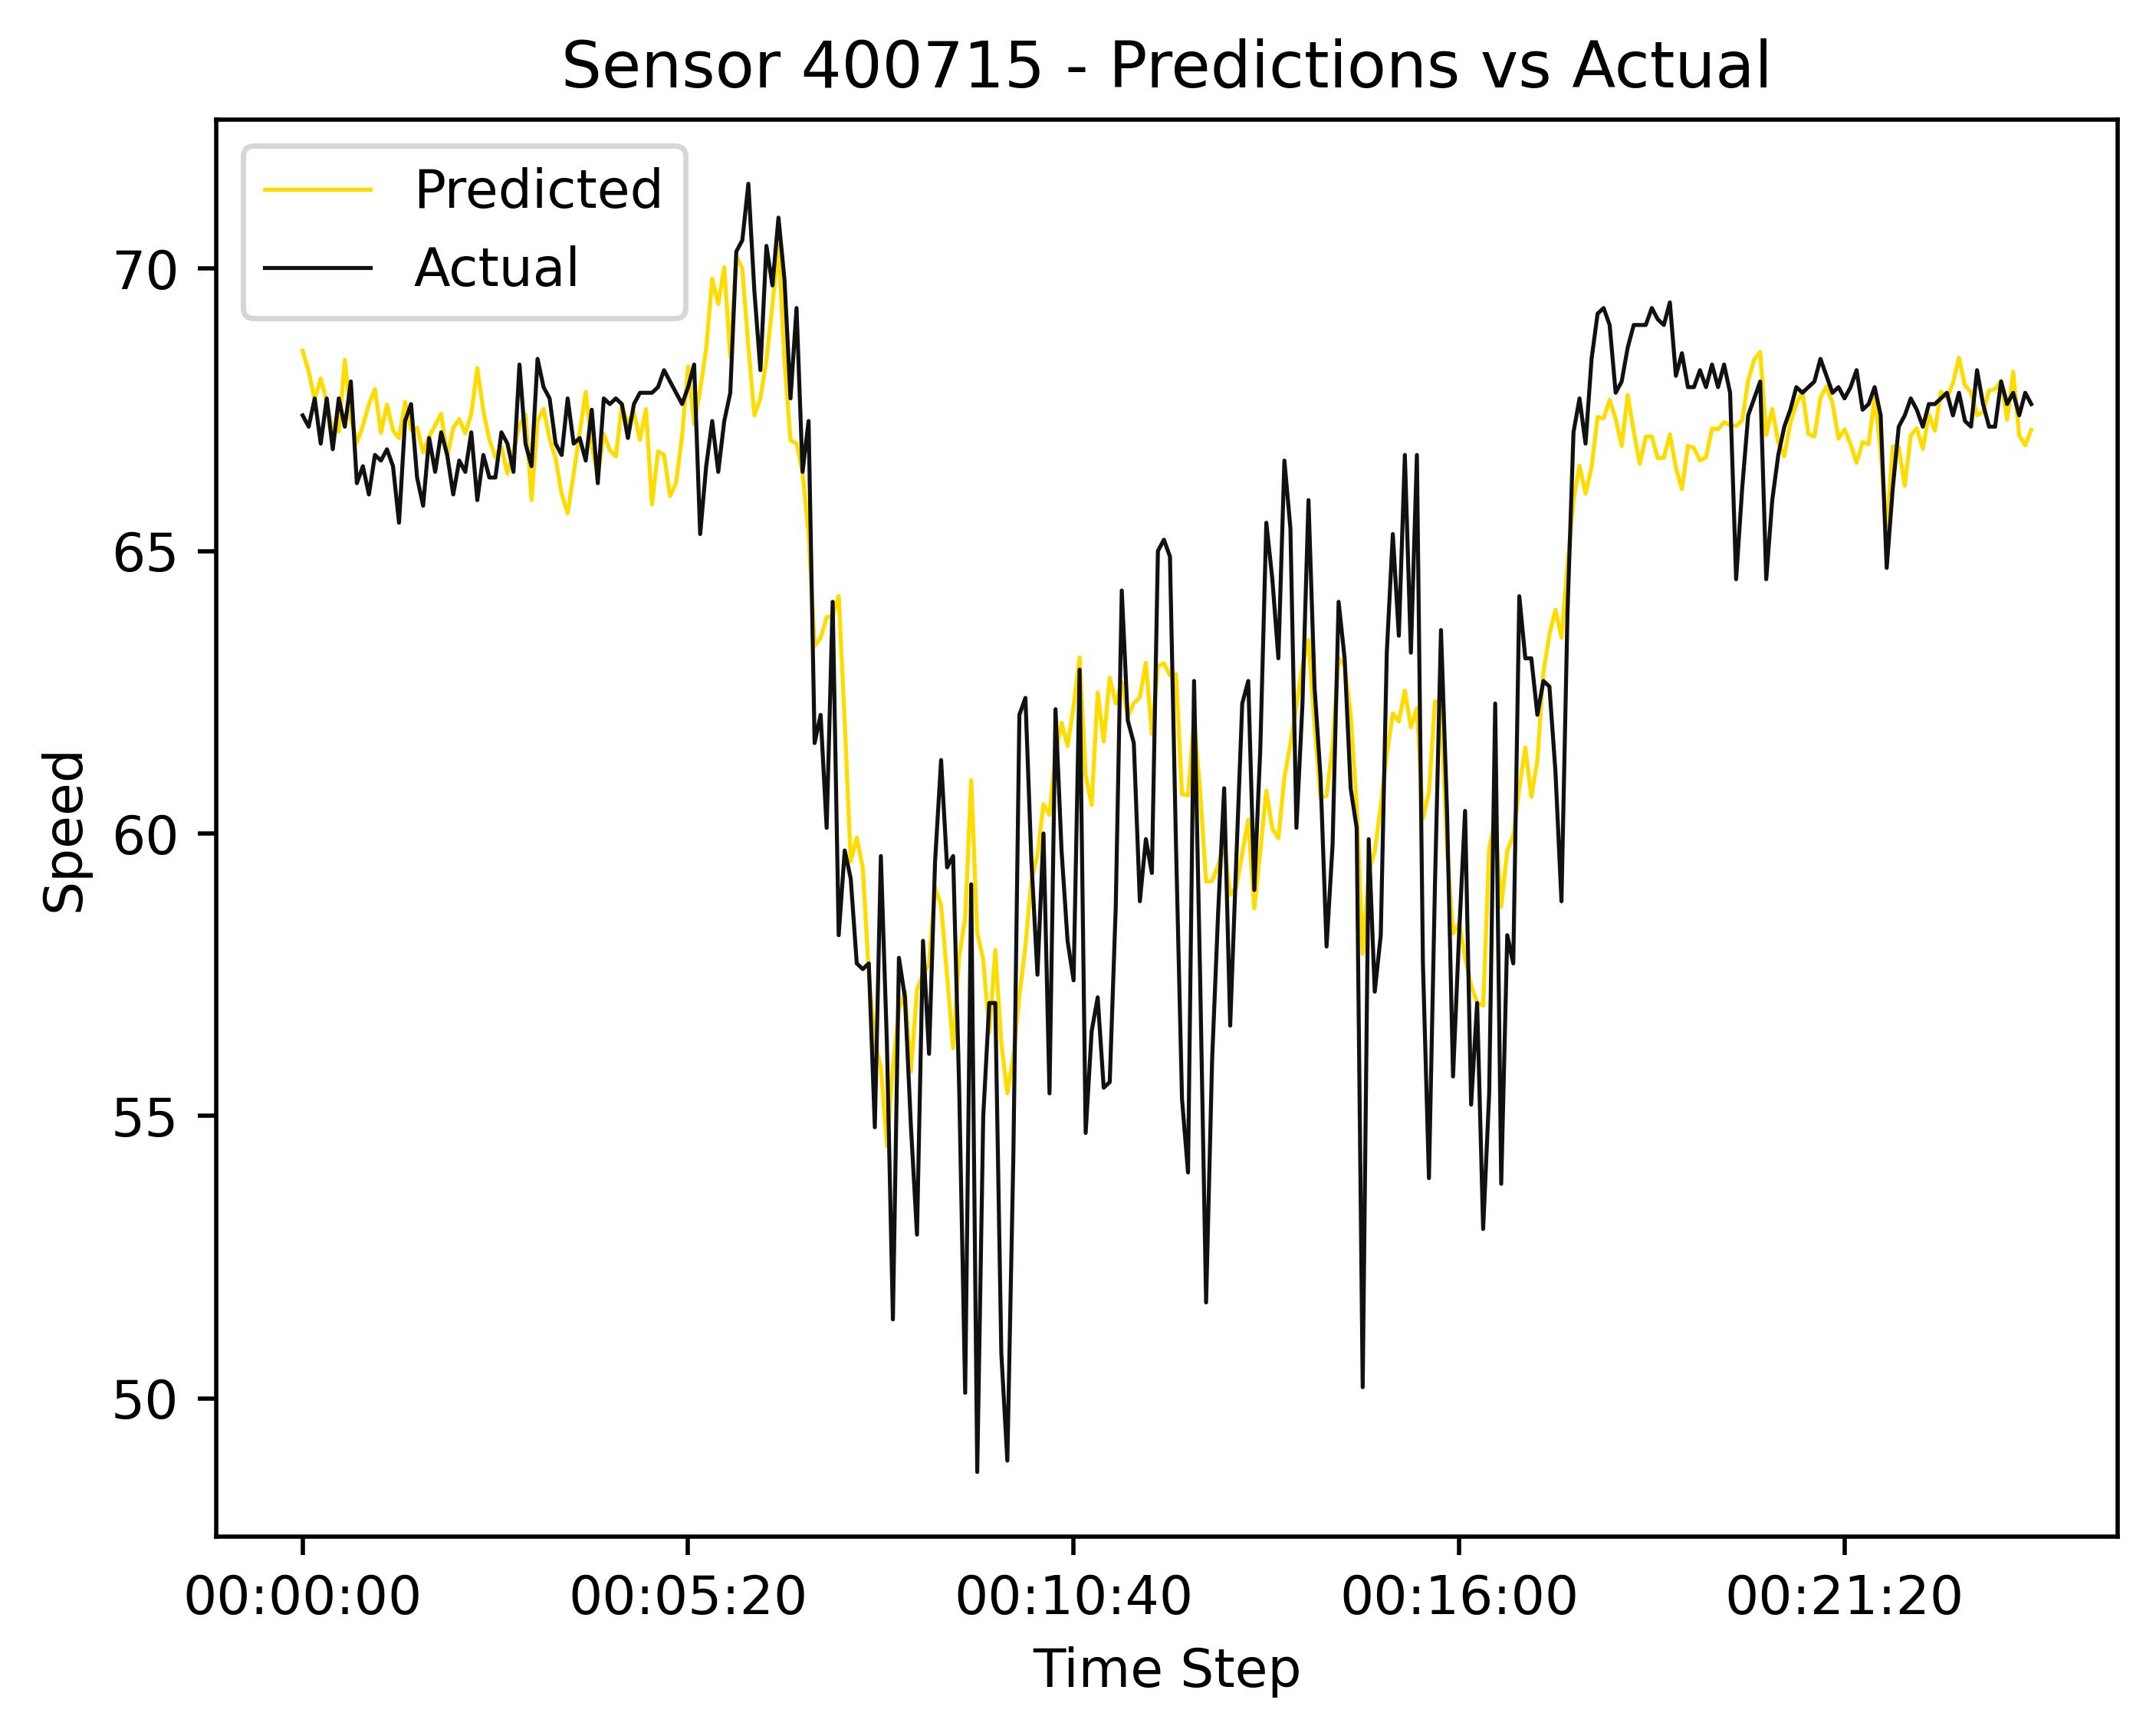 Sensor 400715 - Predictions vs Actual
Predicted
Actual
70
65
60
55
50
Speed
00:00:00 00:05:20 00:10:40 00:16:00 00:21:20
Time Step